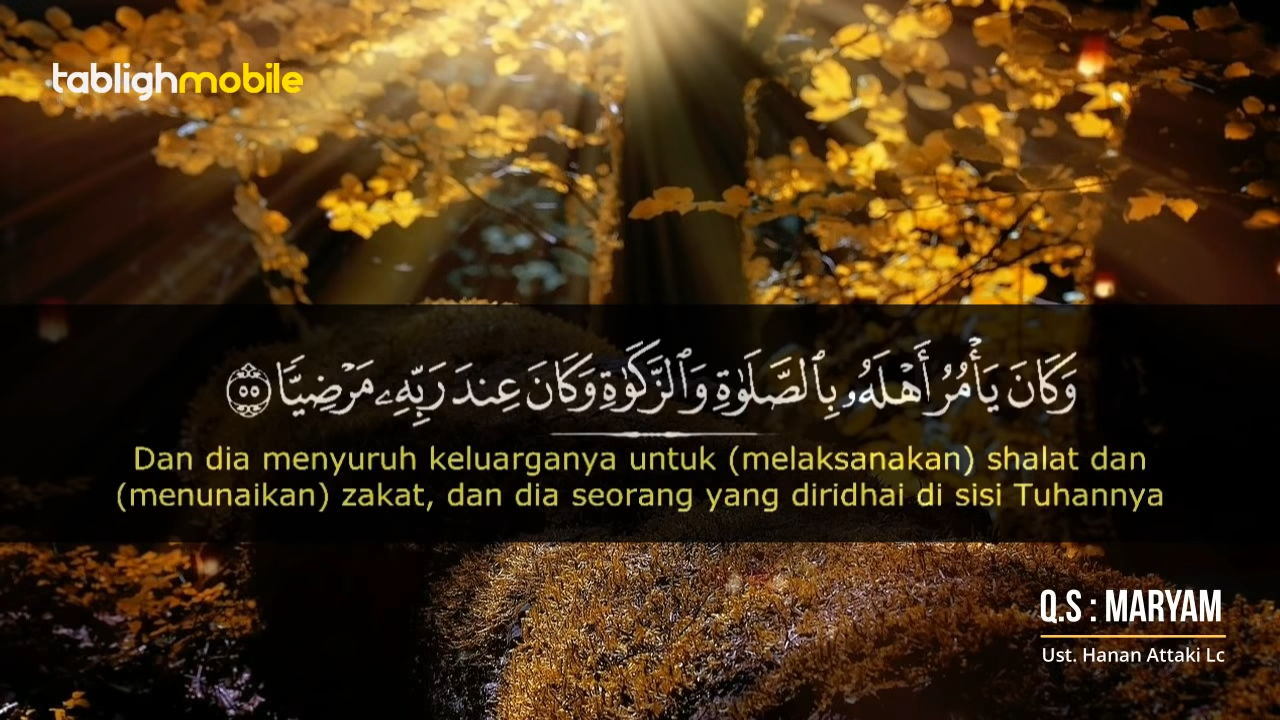 tablighmobile
وَكَانَ يَأْمُرُ أَهْلَهُۥ بِٱلصَّلَوٰةِ وَٱلزَّكَوٰةِ وَكَانَ عِندَ رَبِّهِۦ مَرْضِيًّا ٥٥
Dan dia menyuruh keluarganya untuk (melaksanakan) shalat dan
(menunaikan) zakat, dan dia seorang yang diridhai di sisi Tuhannya
Q.S : MARYAM
Ust. Hanan Attaki Lc